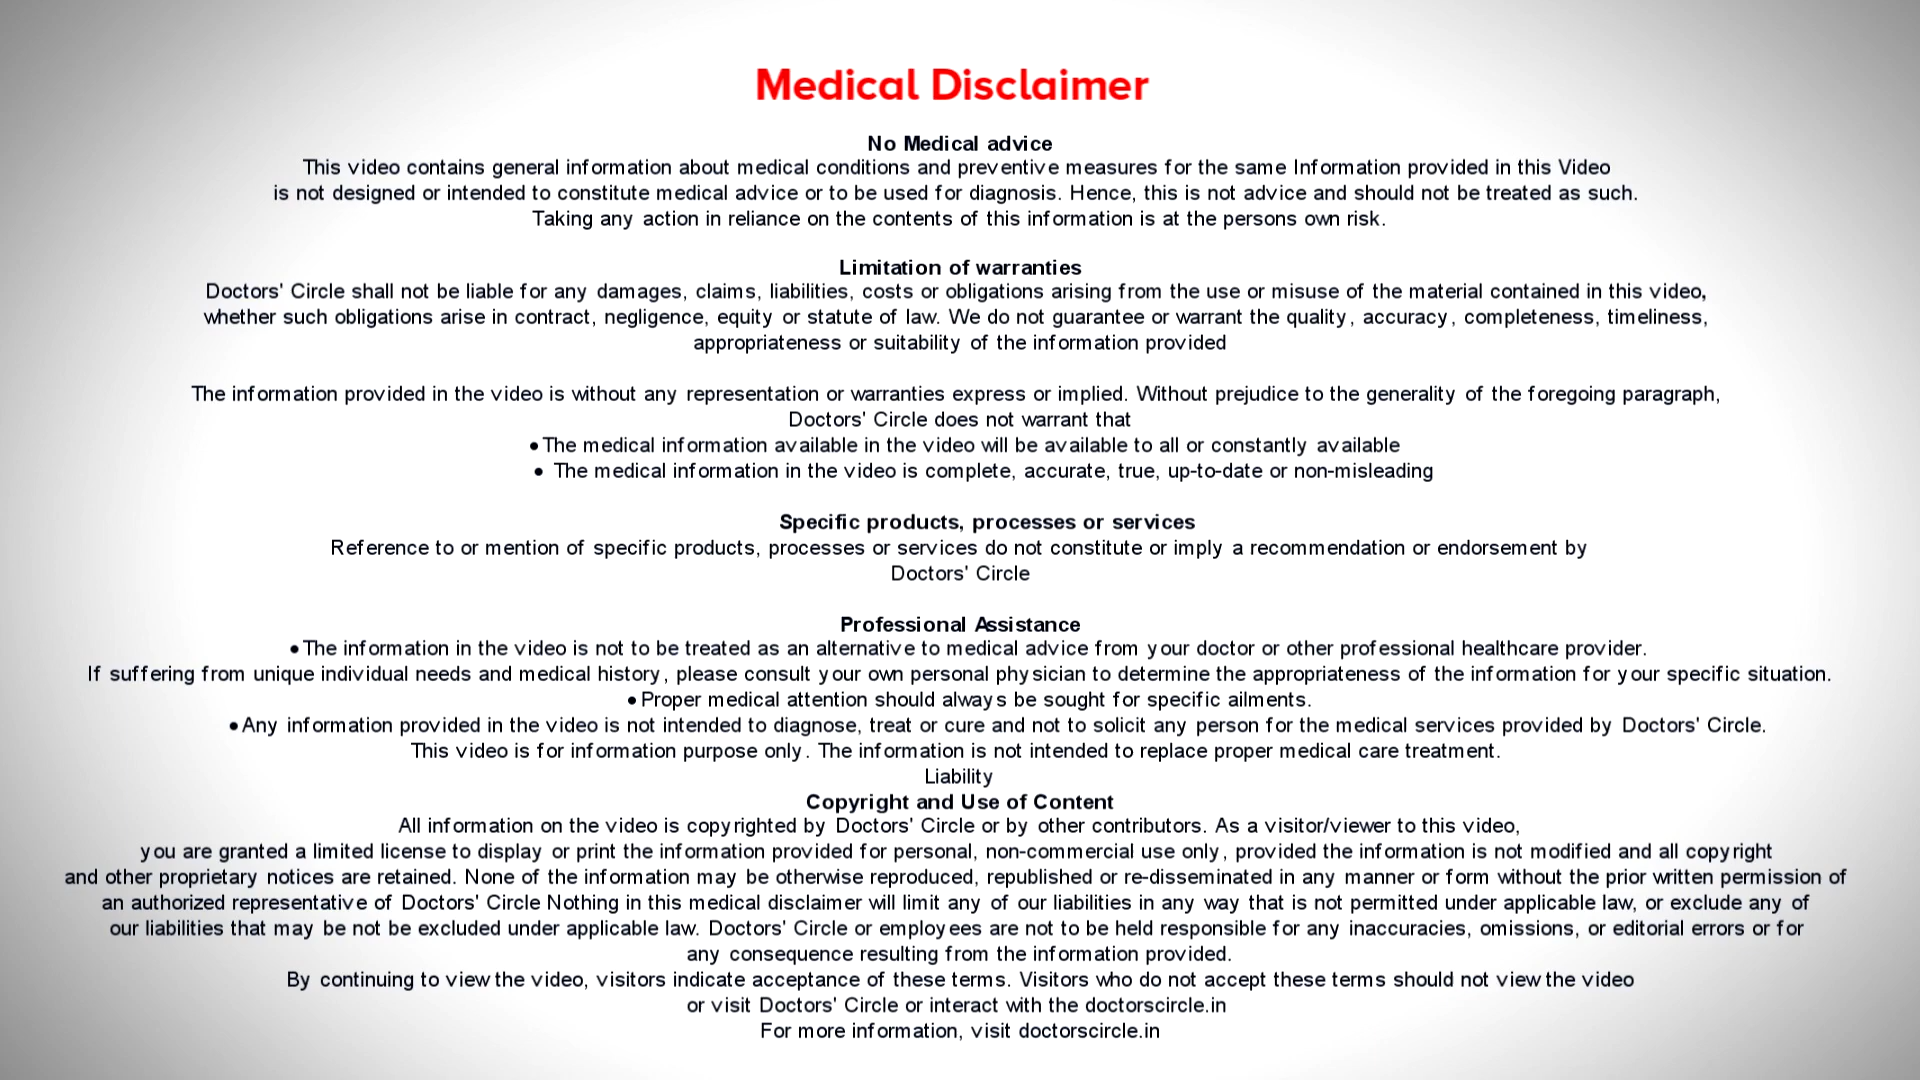 Medical Disclaimer
No Medical advice
This video contains general information about medical conditions and preventive measures for the same Information provided in this Video
is not designed or intended to constitute medical advice or to be used for diagnosis. Hence, this is not advice and should not be treated as such.
Taking any action in reliance on the contents of this information is at the persons own risk.
Limitation of warranties
Doctors' Circle shall not be liable for any damages, claims, liabilities, costs or obligations arising from the use or misuse of the material contained in this video,
whether such obligations arise in contract, negligence, equity or statute of law. We do not guarantee or warrant the quality, accuracy, completeness, timeliness,
appropriateness or suitability of the information provided
The information provided in the video is without any representation or warranties express or implied. Without prejudice to the generality of the foregoing paragraph,
Doctors' Circle does not warrant that
• The medical information available in the video will be available to all or constantly available
• The medical information in the video is complete, accurate, true, up-to-date or non-misleading
Specific products, processes or services
Reference to or mention of specific products, processes or services do not constitute or imply a recommendation or endorsement by
Doctors' Circle
Professional Assistance
• The information in the video is not to be treated as an alternative to medical advice from your doctor or other professional healthcare provider.
If suffering from unique individual needs and medical history, please consult your own personal physician to determine the appropriateness of the information for your specific situation.
• Proper medical attention should always be sought for specific ailments.
• Any information provided in the video is not intended to diagnose, treat or cure and not to solicit any person for the medical services provided by Doctors' Circle.
This video is for information purpose only. The information is not intended to replace proper medical care treatment.
Liability
Copyright and Use of Content
All information on the video is copyrighted by Doctors' Circle or by other contributors. As a visitor/viewer to this video,
you are granted a limited license to display or print the information provided for personal, non-commercial use only, provided the information is not modified and all copyright
and other proprietary notices are retained. None of the information may be otherwise reproduced, republished or re-disseminated in any manner or form without the prior written permission of
an authorized representative of Doctors' Circle Nothing in this medical disclaimer will limit any of our liabilities in any way that is not permitted under applicable law, or exclude any of
our liabilities that may be not be excluded under applicable law. Doctors' Circle or employees are not to be held responsible for any inaccuracies, omissions, or editorial errors or for
any consequence resulting from the information provided.
By continuing to view the video, visitors indicate acceptance of these terms. Visitors who do not accept these terms should not view the video
or visit Doctors' Circle or interact with the doctorscircle.in
For more information, visit doctorscircle.in